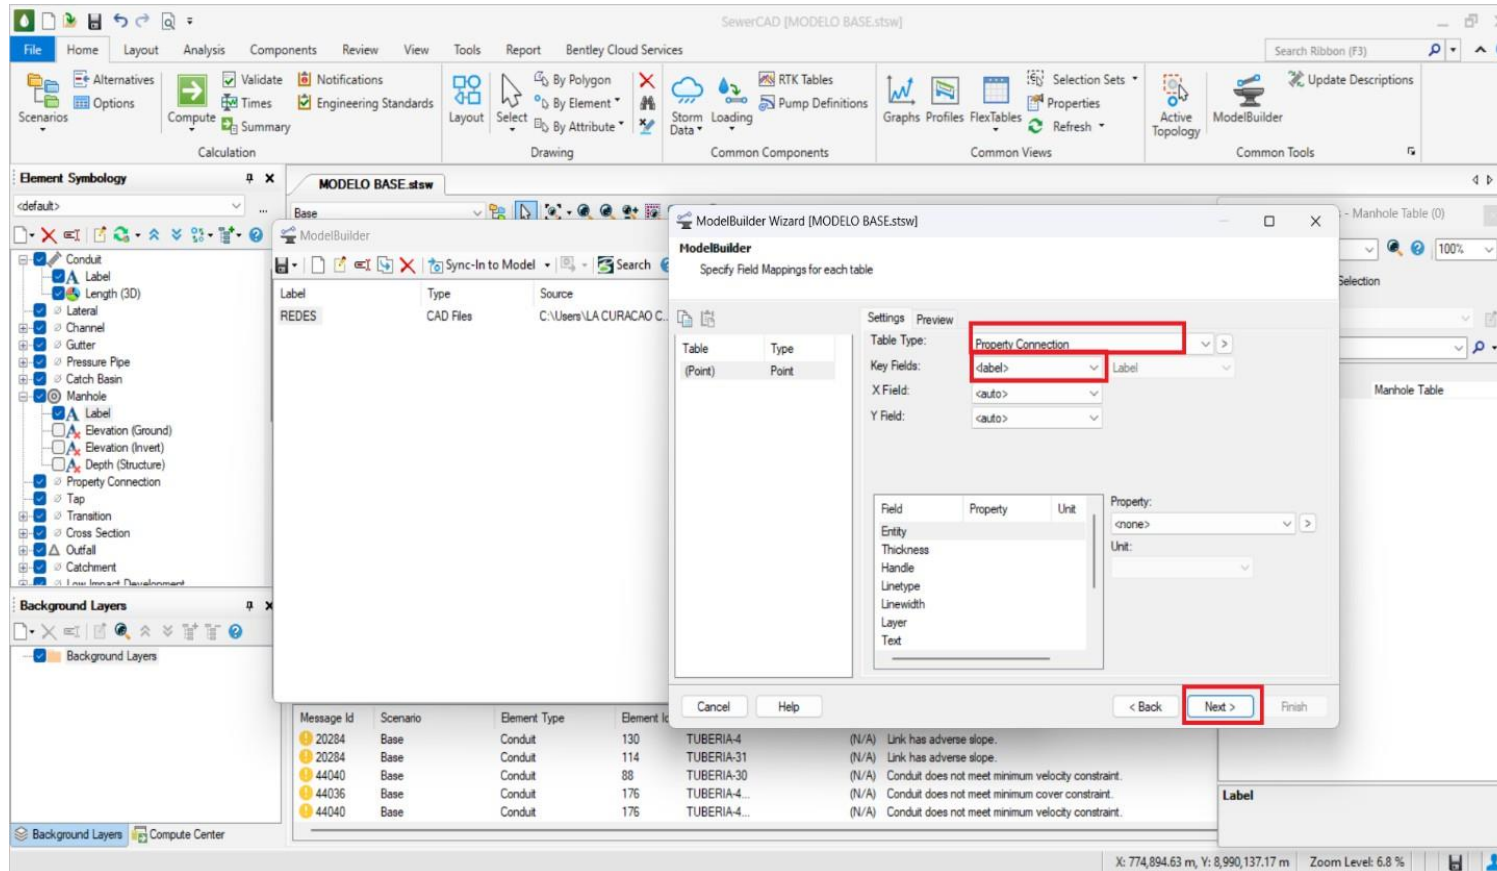 SewerCAD [MODELO BASE.stsw]
File Home Layout Analysis Components Review View Tools Report Bentley Cloud Services
Search Ribbon (F3)
Scenarios
Alternatives
Options
Compute
Validate
Times
Summary
Notifications
Engineering Standards
Calculation
Layout
Select
By Polygon
By Element
By Attribute
Drawing
Storm Data
Loading
RTK Tables
Pump Definitions
Common Components
Graphs Profiles FlexTables
Selection Sets
Properties
Refresh
Common Views
Active Topology
ModelBuilder
Update Descriptions
Common Tools
Element Symbology
<default>
...
Conduit
Label
Length (3D)
Lateral
Channel
Gutter
Pressure Pipe
Catch Basin
Manhole
Label
Elevation (Ground)
Elevation (Invert)
Depth (Structure)
Property Connection
Tap
Transition
Cross Section
Outfall
Catchment
Low Impact Development
Background Layers
Background Layers
Background Layers Compute Center
MODELO BASE.stsw
Base
ModelBuilder
Sync-In to Model Search
Label Type Source
REDES CAD Files C:\Users\LA CURACAO C...
ModelBuilder Wizard [MODELO BASE.stsw]
ModelBuilder
Specify Field Mappings for each table
Table Type
(Point) Point
Settings Preview
Table Type: Property Connection >
Key Fields: <label> Label
X Field: <auto>
Y Field: <auto>
Field Property Unit
Entity
Thickness
Handle
Linetype
Linewidth
Layer
Text
Property:
<none> >
Unit:
Cancel Help < Back Next > Finish
- Manhole Table (0)
100%
Selection
Manhole Table
Label
Message Id Scenario Element Type Element Id
20284 Base Conduit 130 TUBERIA-4 (N/A) Link has adverse slope.
20284 Base Conduit 114 TUBERIA-31 (N/A) Link has adverse slope.
44040 Base Conduit 88 TUBERIA-30 (N/A) Conduit does not meet minimum velocity constraint.
44036 Base Conduit 176 TUBERIA-4... (N/A) Conduit does not meet minimum cover constraint.
44040 Base Conduit 176 TUBERIA-4... (N/A) Conduit does not meet minimum velocity constraint.
X: 774,894.63 m, Y: 8,990,137.17 m Zoom Level: 6.8 %